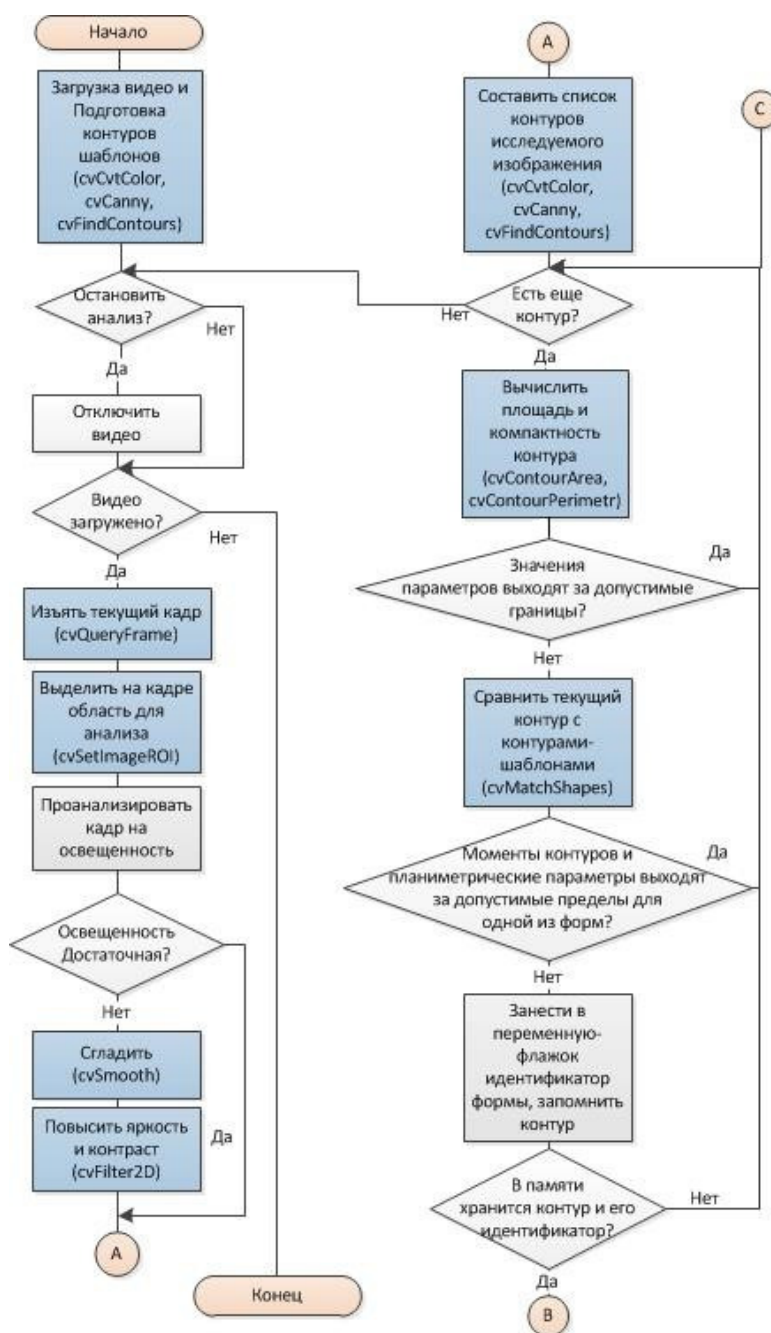 Начало
Загрузка видео и
Подготовка
контуров
шаблонов
(cvCvtColor,
cvCanny,
cvFindContours)
Остановить
анализ?
Нет
Да
Отключить
видео
Видео
загружено?
Нет
Да
Изъять текущий кадр
(cvQueryFrame)
Выделить на кадре
область для
анализа
(cvSetImageROI)
Проанализировать
кадр на
освещенность
Освещенность
Достаточная?
Нет
Сгладить
(cvSmooth)
Повысить яркость
и контраст
(cvFilter2D)
Да
A
Конец
A
Составить список
контуров
исследуемого
изображения
(cvCvtColor,
cvCanny,
cvFindContours)
C
Есть еще
контур?
Нет
Да
Вычислить
площадь и
компактность
контура
(cvContourArea,
cvContourPerimetr)
Да
Значения
параметров выходят за допустимые
границы?
Нет
Сравнить текущий
контур с
контурами-
шаблонами
(cvMatchShapes)
Да
Моменты контуров и
планиметрические параметры выходят
за допустимые пределы для
одной из форм?
Нет
Занести в
переменную-
флажок
идентификатор
формы, запомнить
контур
В памяти
хранится контур и его
идентификатор?
Нет
Да
B